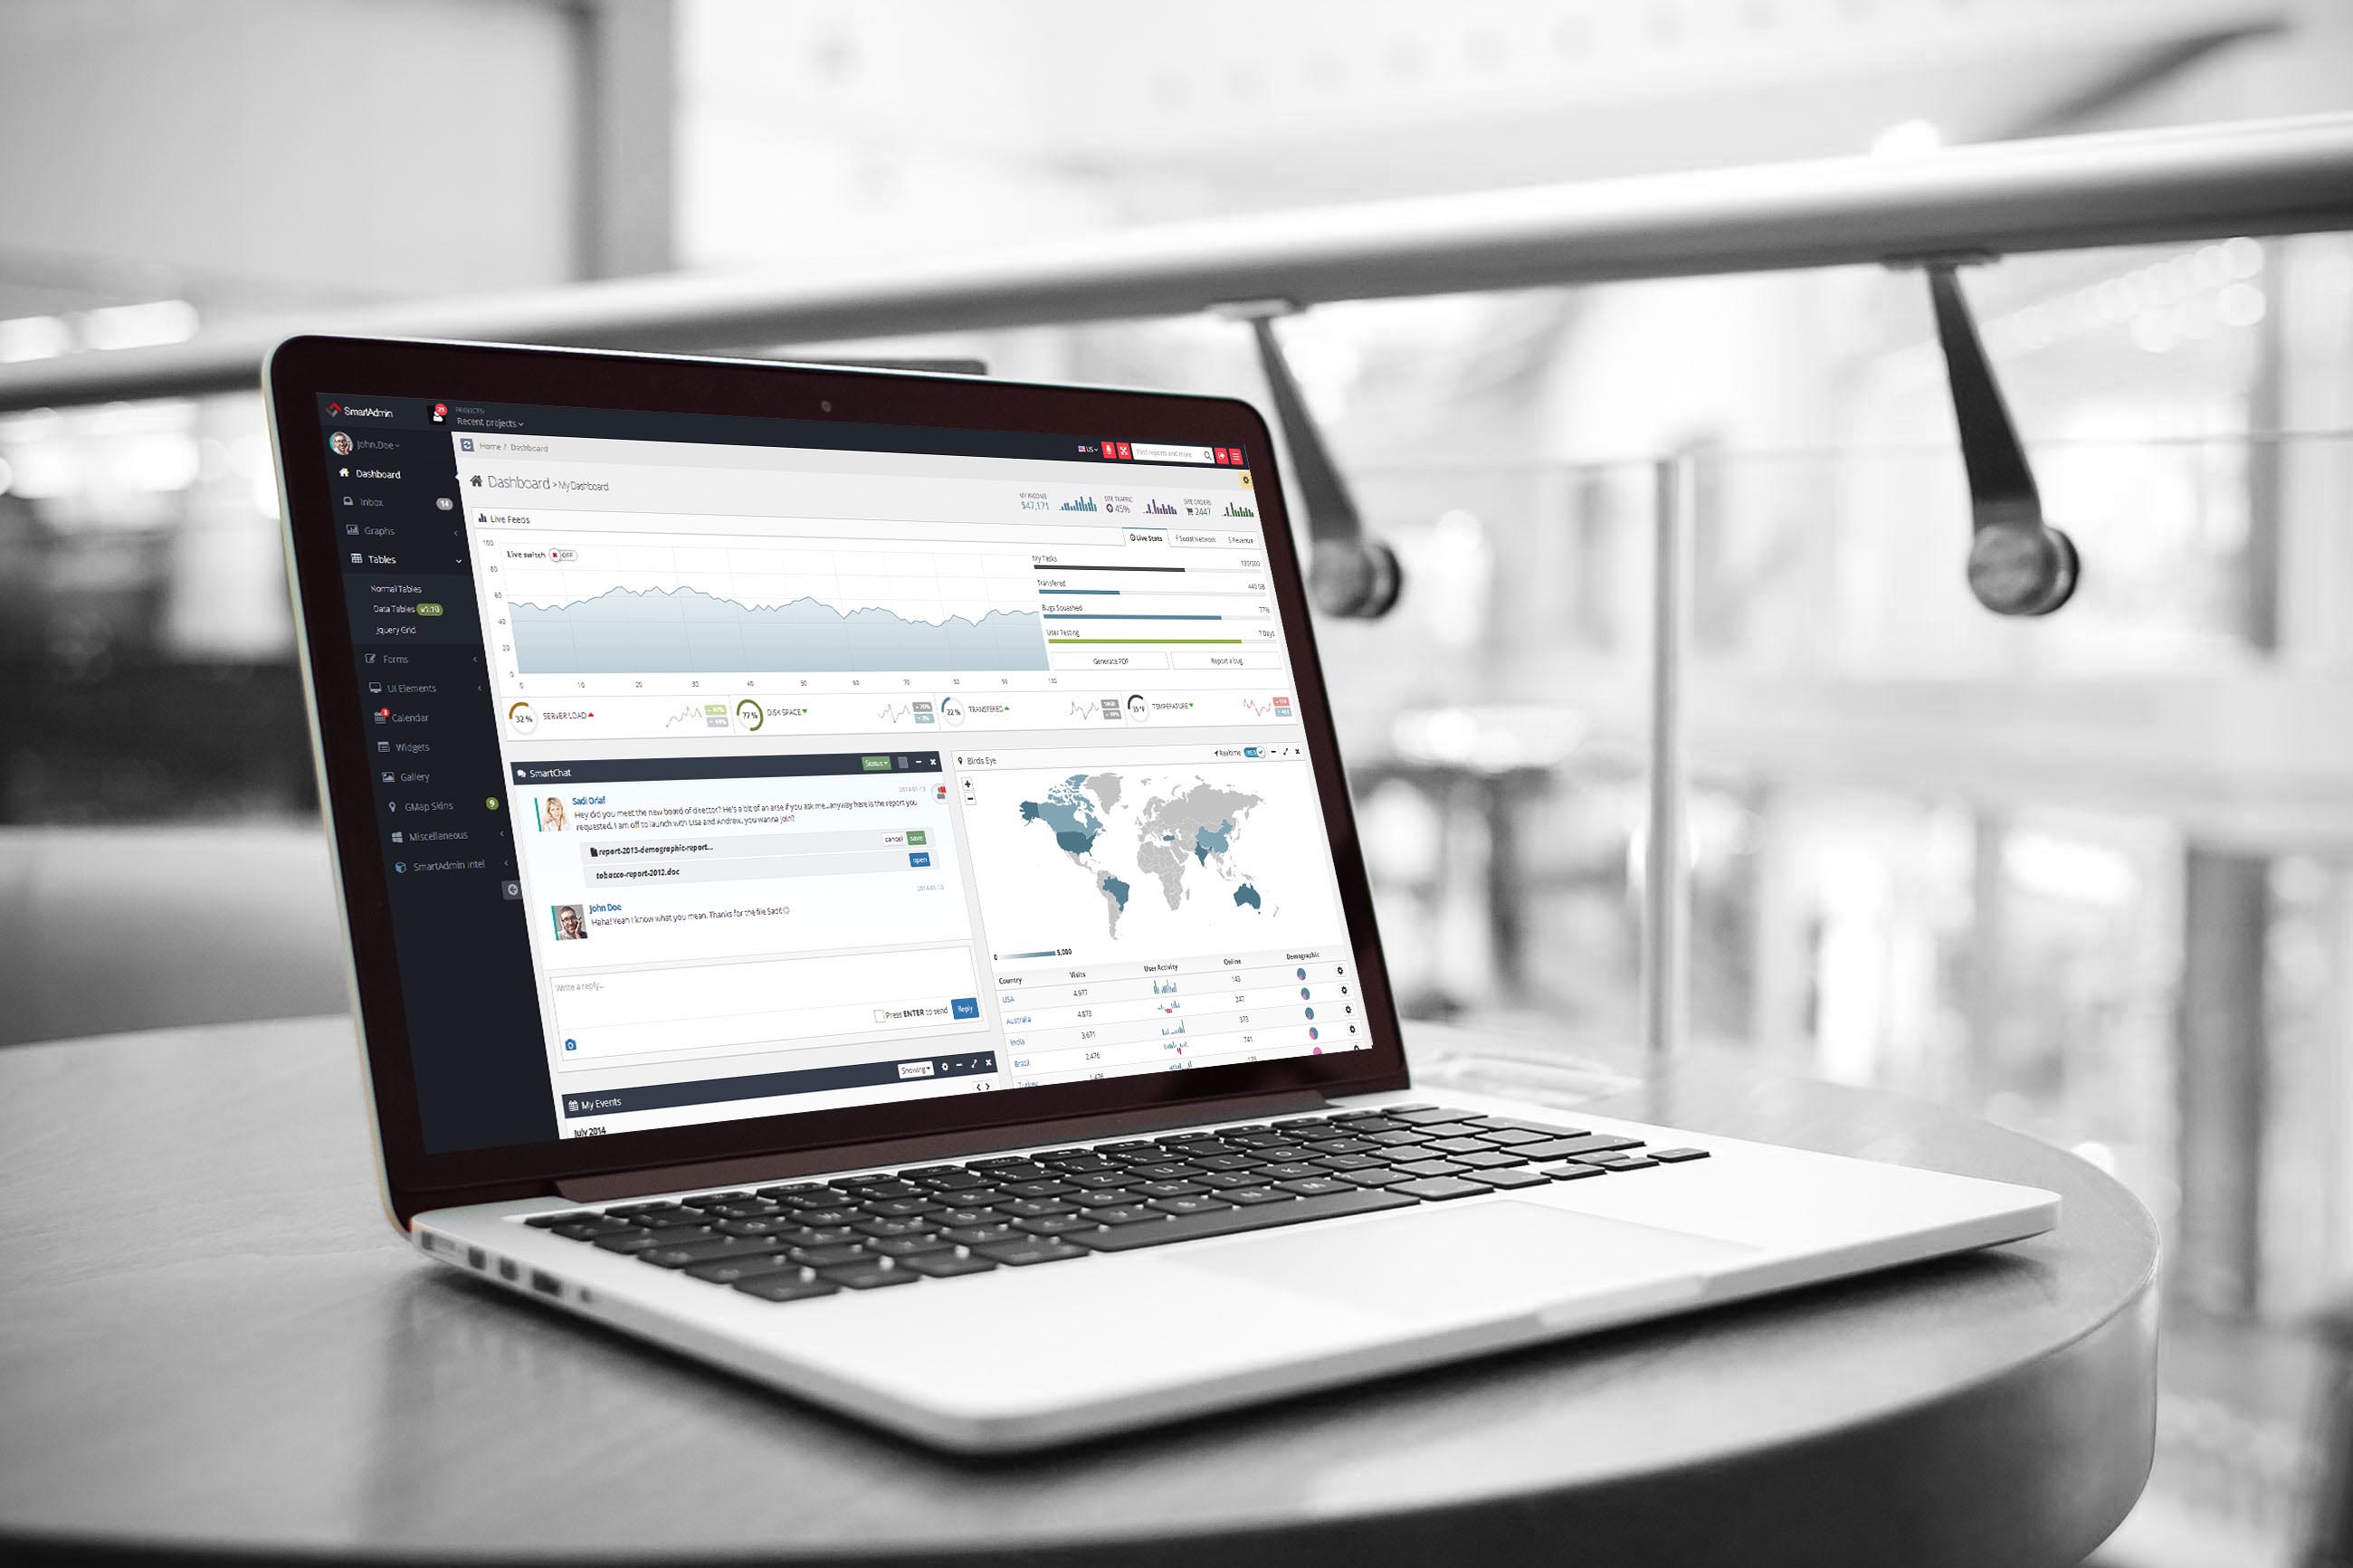 SmartAdmin
21
PROJECTS:
Recent projects
John.Doe
Dashboard
Inbox
14
Graphs
Tables
Normal Tables
Data Tables v1.10
Jquery Grid
Forms
UI Elements
3
Calendar
Widgets
Gallery
GMap Skins
9
Miscellaneous
SmartAdmin Intel
Home / Dashboard
US
Find reports and more
Dashboard > My Dashboard
MY INCOME
$47,171
SITE TRAFFIC
45%
SITE ORDERS
2447
Live Feeds
Live Stats
Social Network
Revenue
Live switch OFF
100
80
60
40
20
0
0 10 20 30 40 50 60 70 80 90 100
My Tasks 130/200
Transfered 440 GB
Bugs Squashed 77%
User Testing 7 Days
Generate PDF
Report a bug
32 % SERVER LOAD
77 % DISK SPACE
22 % TRANSFERED
35 °F TEMPERATURE
SmartChat
Status
2014-01-13
Sadi Orlaf
Hey did you meet the new board of director? He's a bit of an arse if you ask me...anyway here is the report you
requested. I am off to launch with Lisa and Andrew, you wanna join?
report-2013-demographic-report...
cancel save
tobacco-report-2012.doc
open
2014-01-13
John Doe
Haha! Yeah I know what you mean. Thanks for the file Sadi!
Write a reply...
Press ENTER to send
Reply
My Events
Showing
July 2014
Birds Eye
Realtime
0 5,000
Country Visits User Activity Online Demographic
USA 4,977 143
Australia 4,873 247
India 3,671 373
Brazil 2,476 741
Turkey 1,476